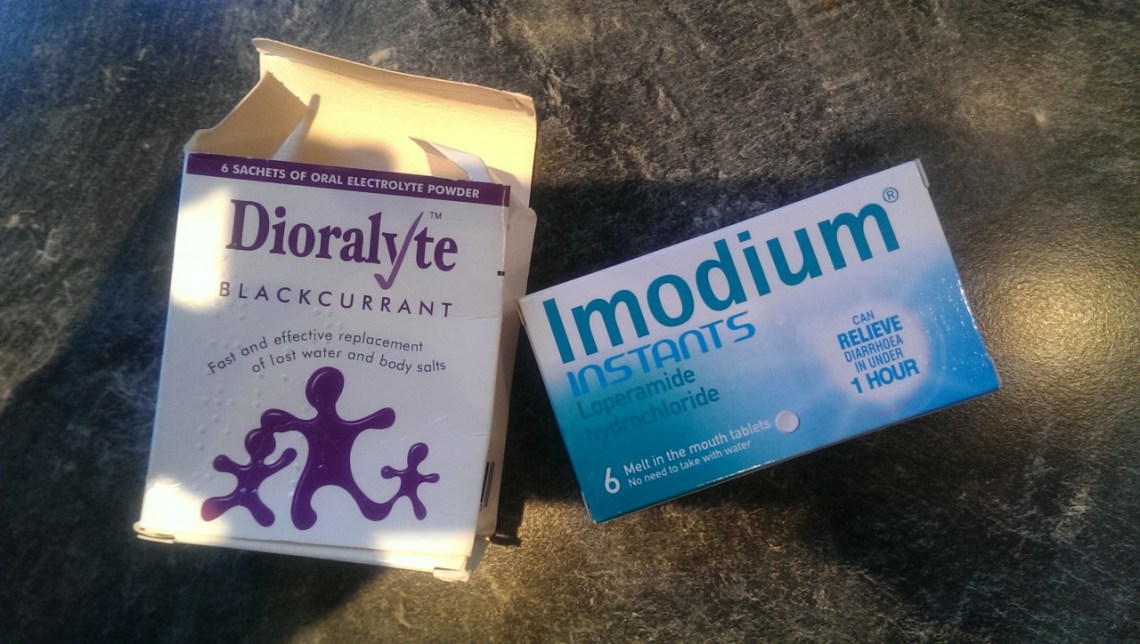 6 SACHETS OF ORAL ELECTROLYTE POWDER
Dioralyte™
BLACKCURRANT
Fast and effective replacement
of lost water and body salts
Imodium®
INSTANTS
Loperamide
hydrochloride
CAN
RELIEVE
DIARRHOEA
IN UNDER
1 HOUR
6 Melt in the mouth tablets
No need to take with water